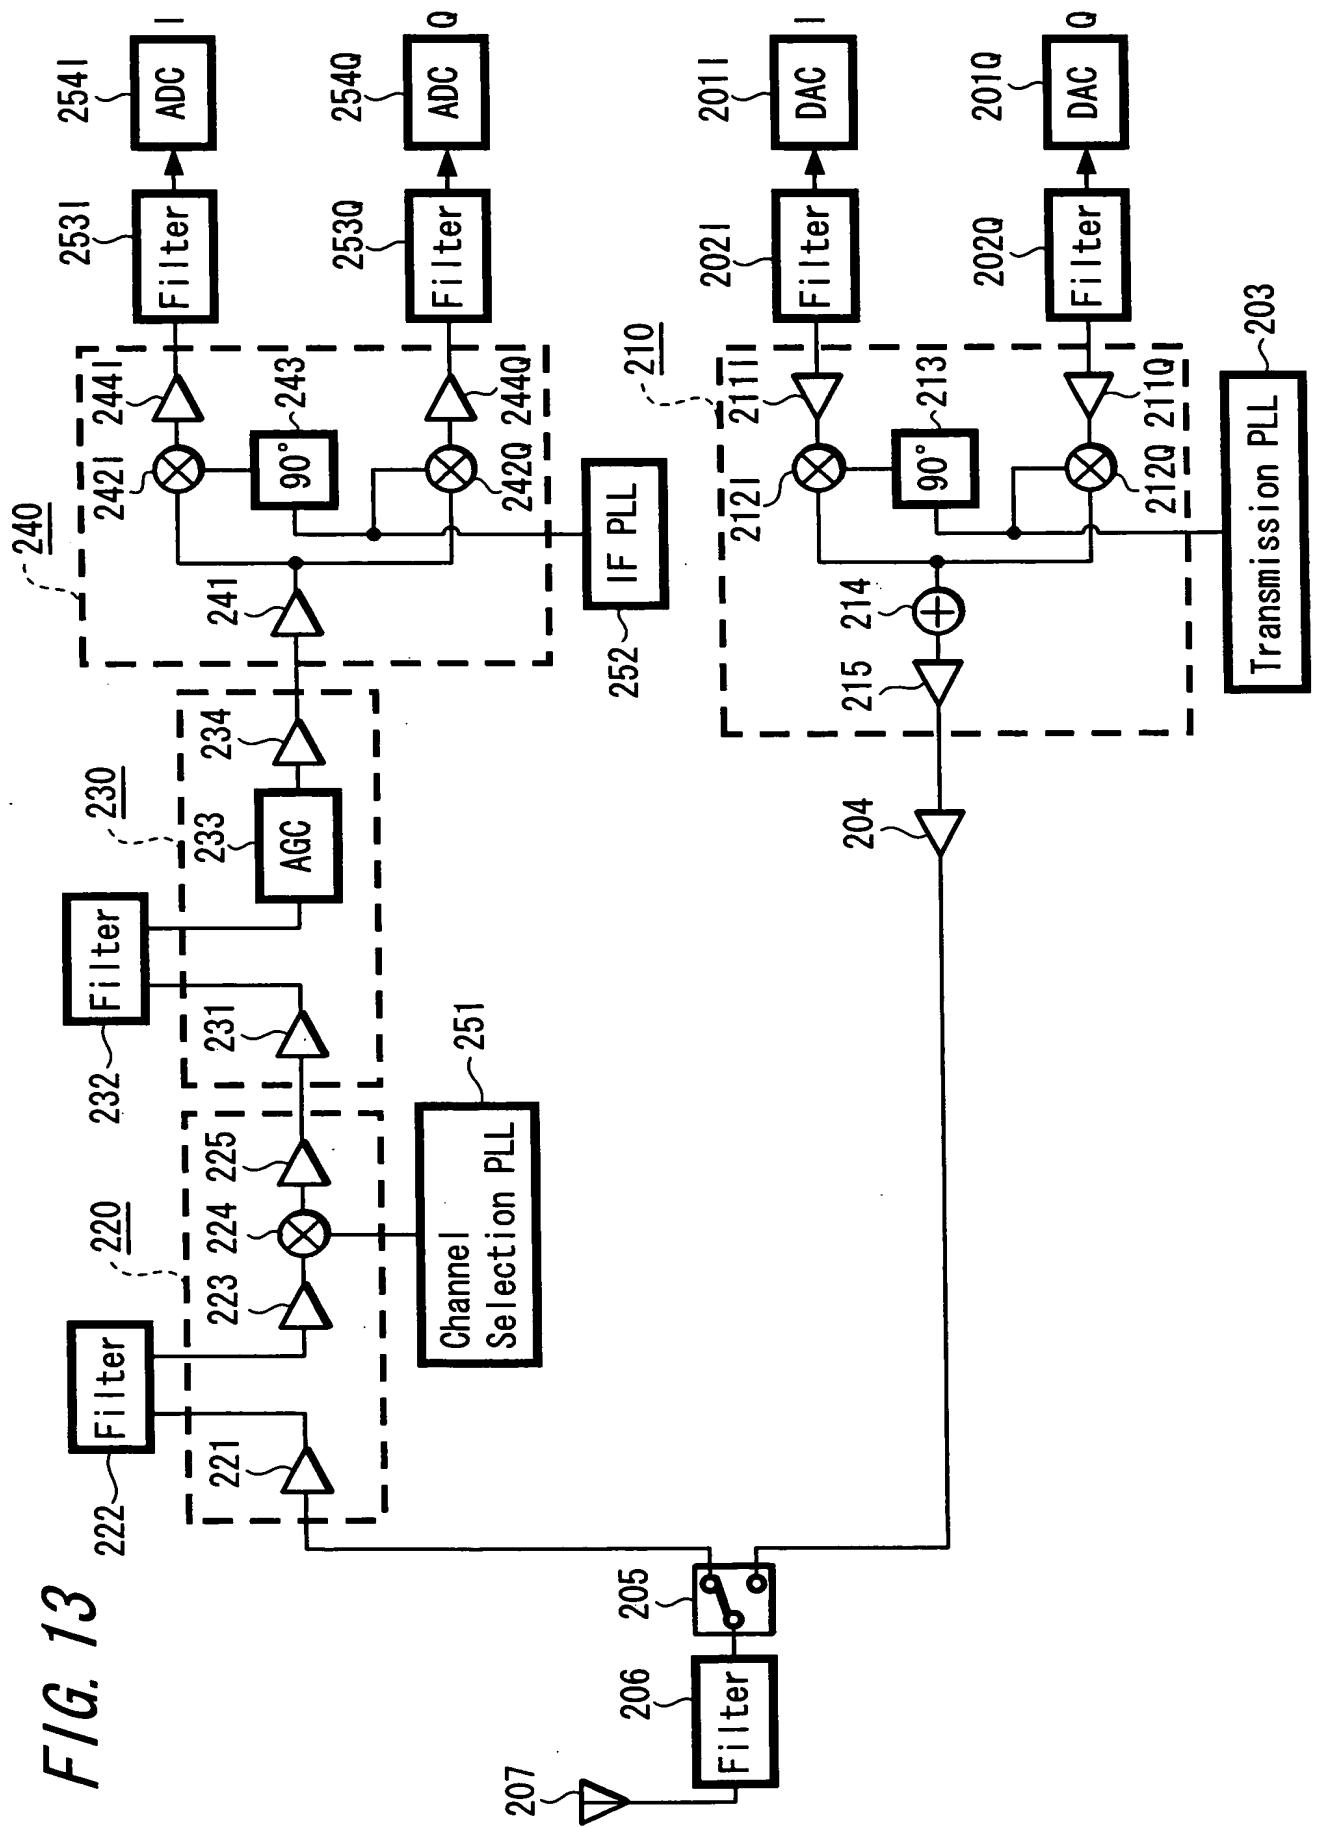 FIG. 13
222
Filter
221
220
223
224
225
Channel
Selection PLL
251
232
Filter
231
230
233
AGC
234
240
241
242I
244I
90°
243
242Q
244Q
IF PLL
252
253I
Filter
254I
ADC
I
253Q
Filter
254Q
ADC
Q
207
206
Filter
205
204
210
215
214
212I
211I
90°
213
212Q
211Q
Transmission PLL
203
202I
Filter
201I
DAC
I
202Q
Filter
201Q
DAC
Q